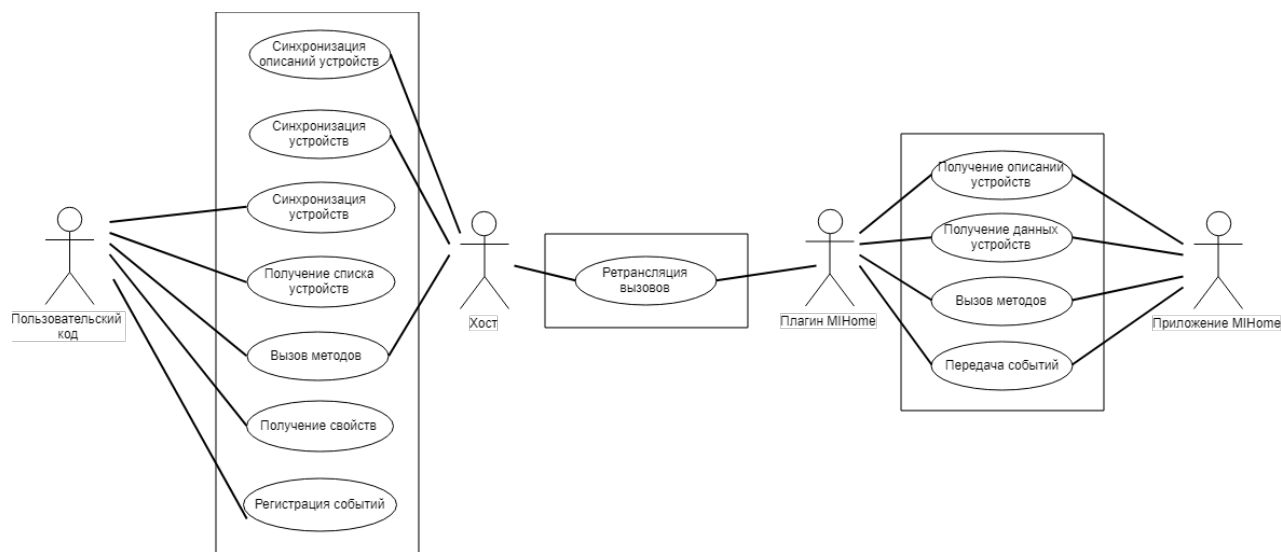 Синхронизация
описаний устройств
Синхронизация
устройств
Синхронизация
устройств
Получение списка
устройств
Вызов методов
Получение свойств
Регистрация событий
Пользовательский
код
Хост
Ретрансляция
вызовов
Плагин MIHome
Получение описаний
устройств
Получение данных
устройств
Вызов методов
Передача событий
Приложение MIHome